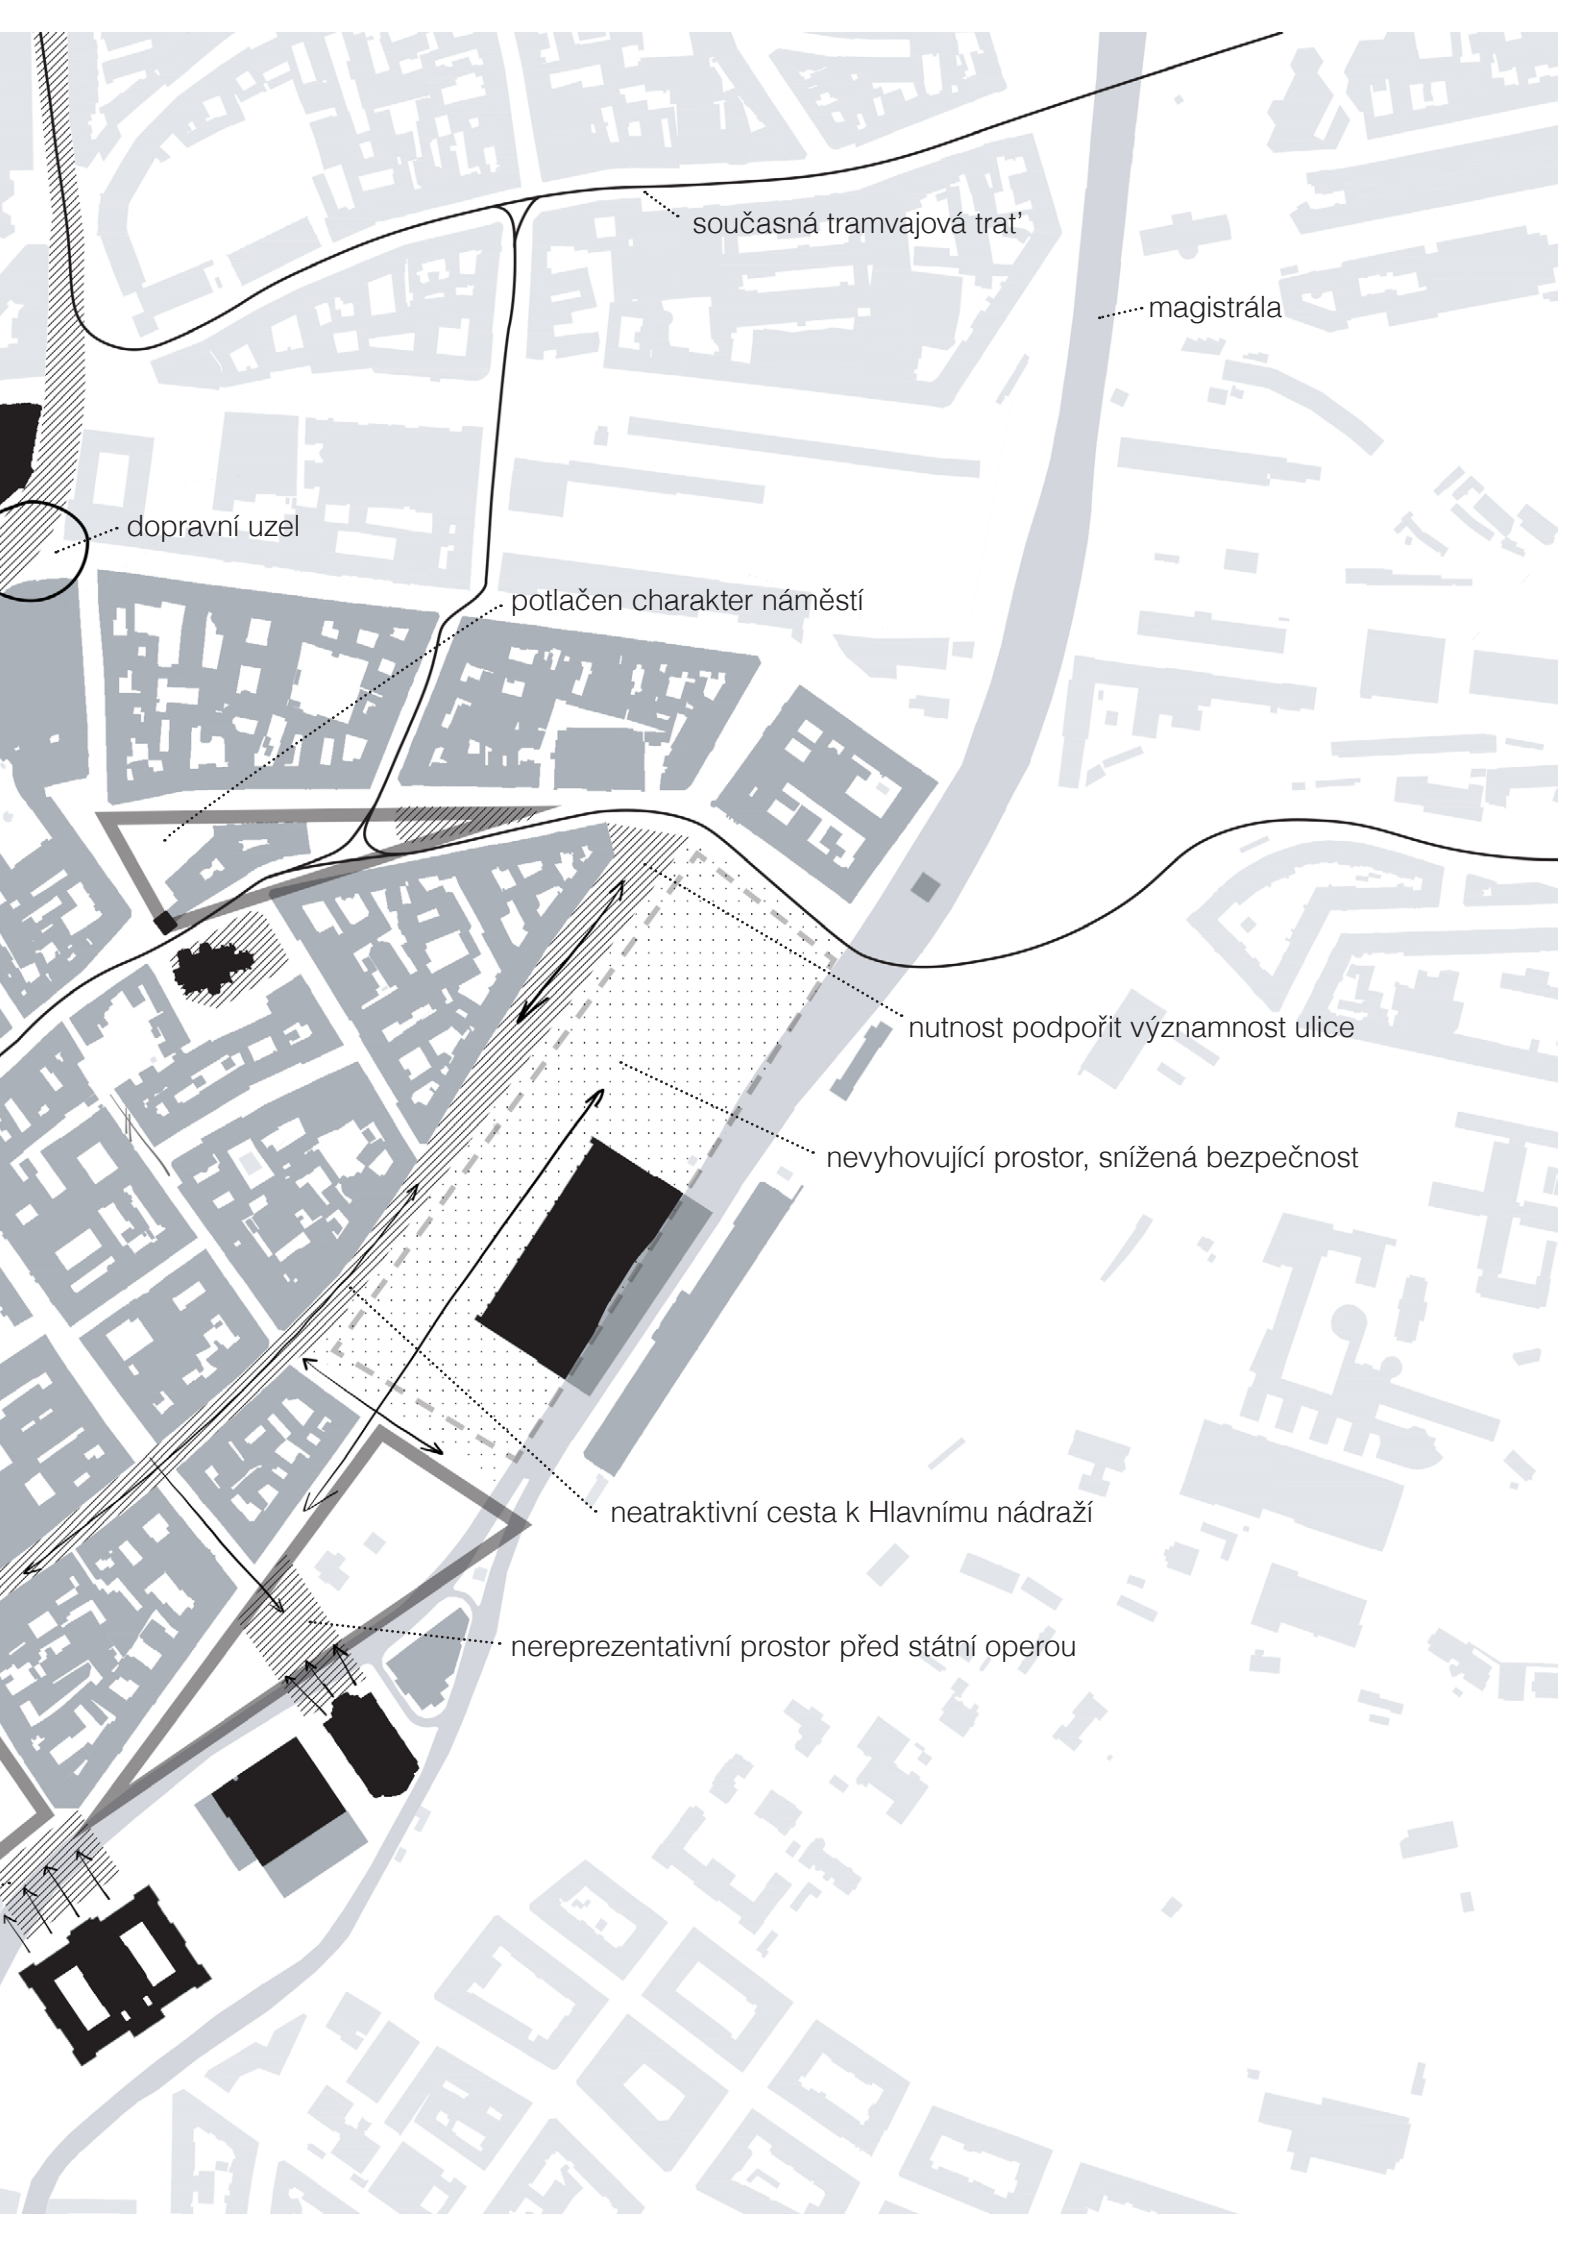 současná tramvajová trať
magistrála
dopravní uzel
potlačen charakter náměstí
nutnost podpořit významnost ulice
nevyhovující prostor, snížená bezpečnost
neatraktivní cesta k Hlavnímu nádraží
nereprezentativní prostor před státní operou